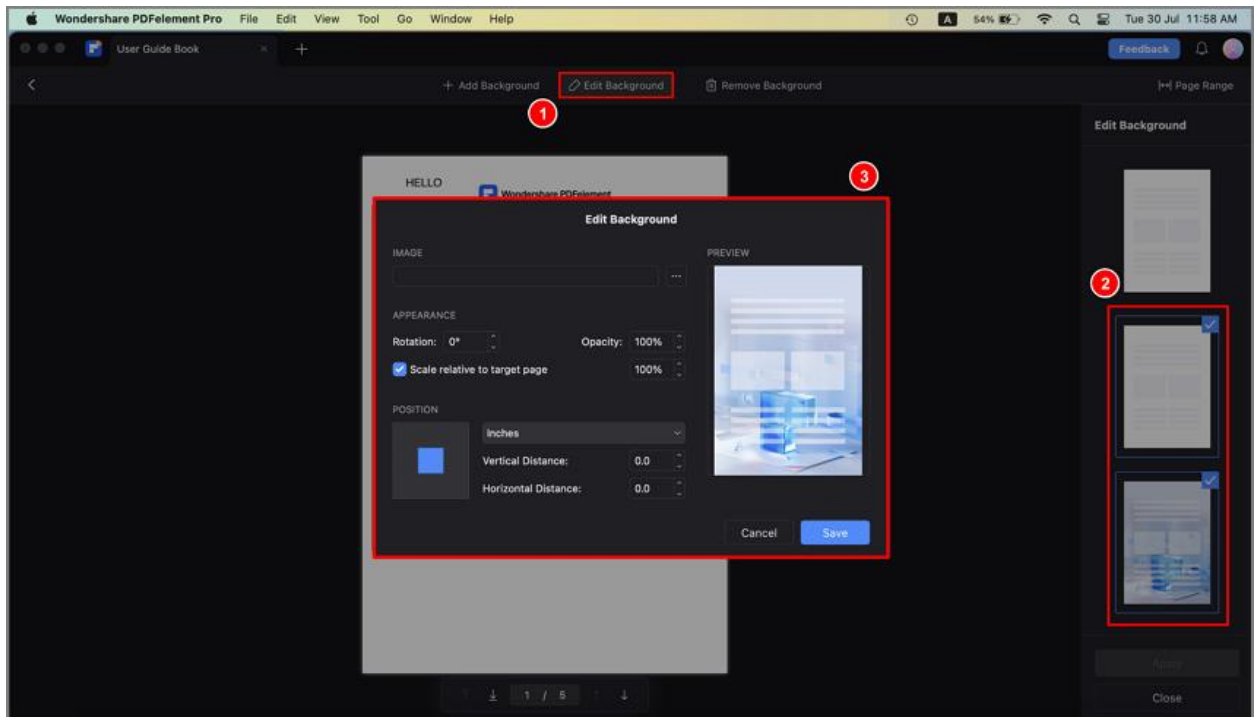 Wondershare PDFelement Pro File Edit View Tool Go Window Help A 54% Tue 30 Jul 11:58 AM
User Guide Book × + Feedback
+ Add Background Edit Background Remove Background Page Range
1
Edit Background
HELLO
Wondershare PDFelement
3
Edit Background
IMAGE
...
PREVIEW
2
APPEARANCE
Rotation: 0° Opacity: 100%
Scale relative to target page 100%
POSITION
Inches
Vertical Distance: 0.0
Horizontal Distance: 0.0
Cancel Save
Apply
1 / 5
Close